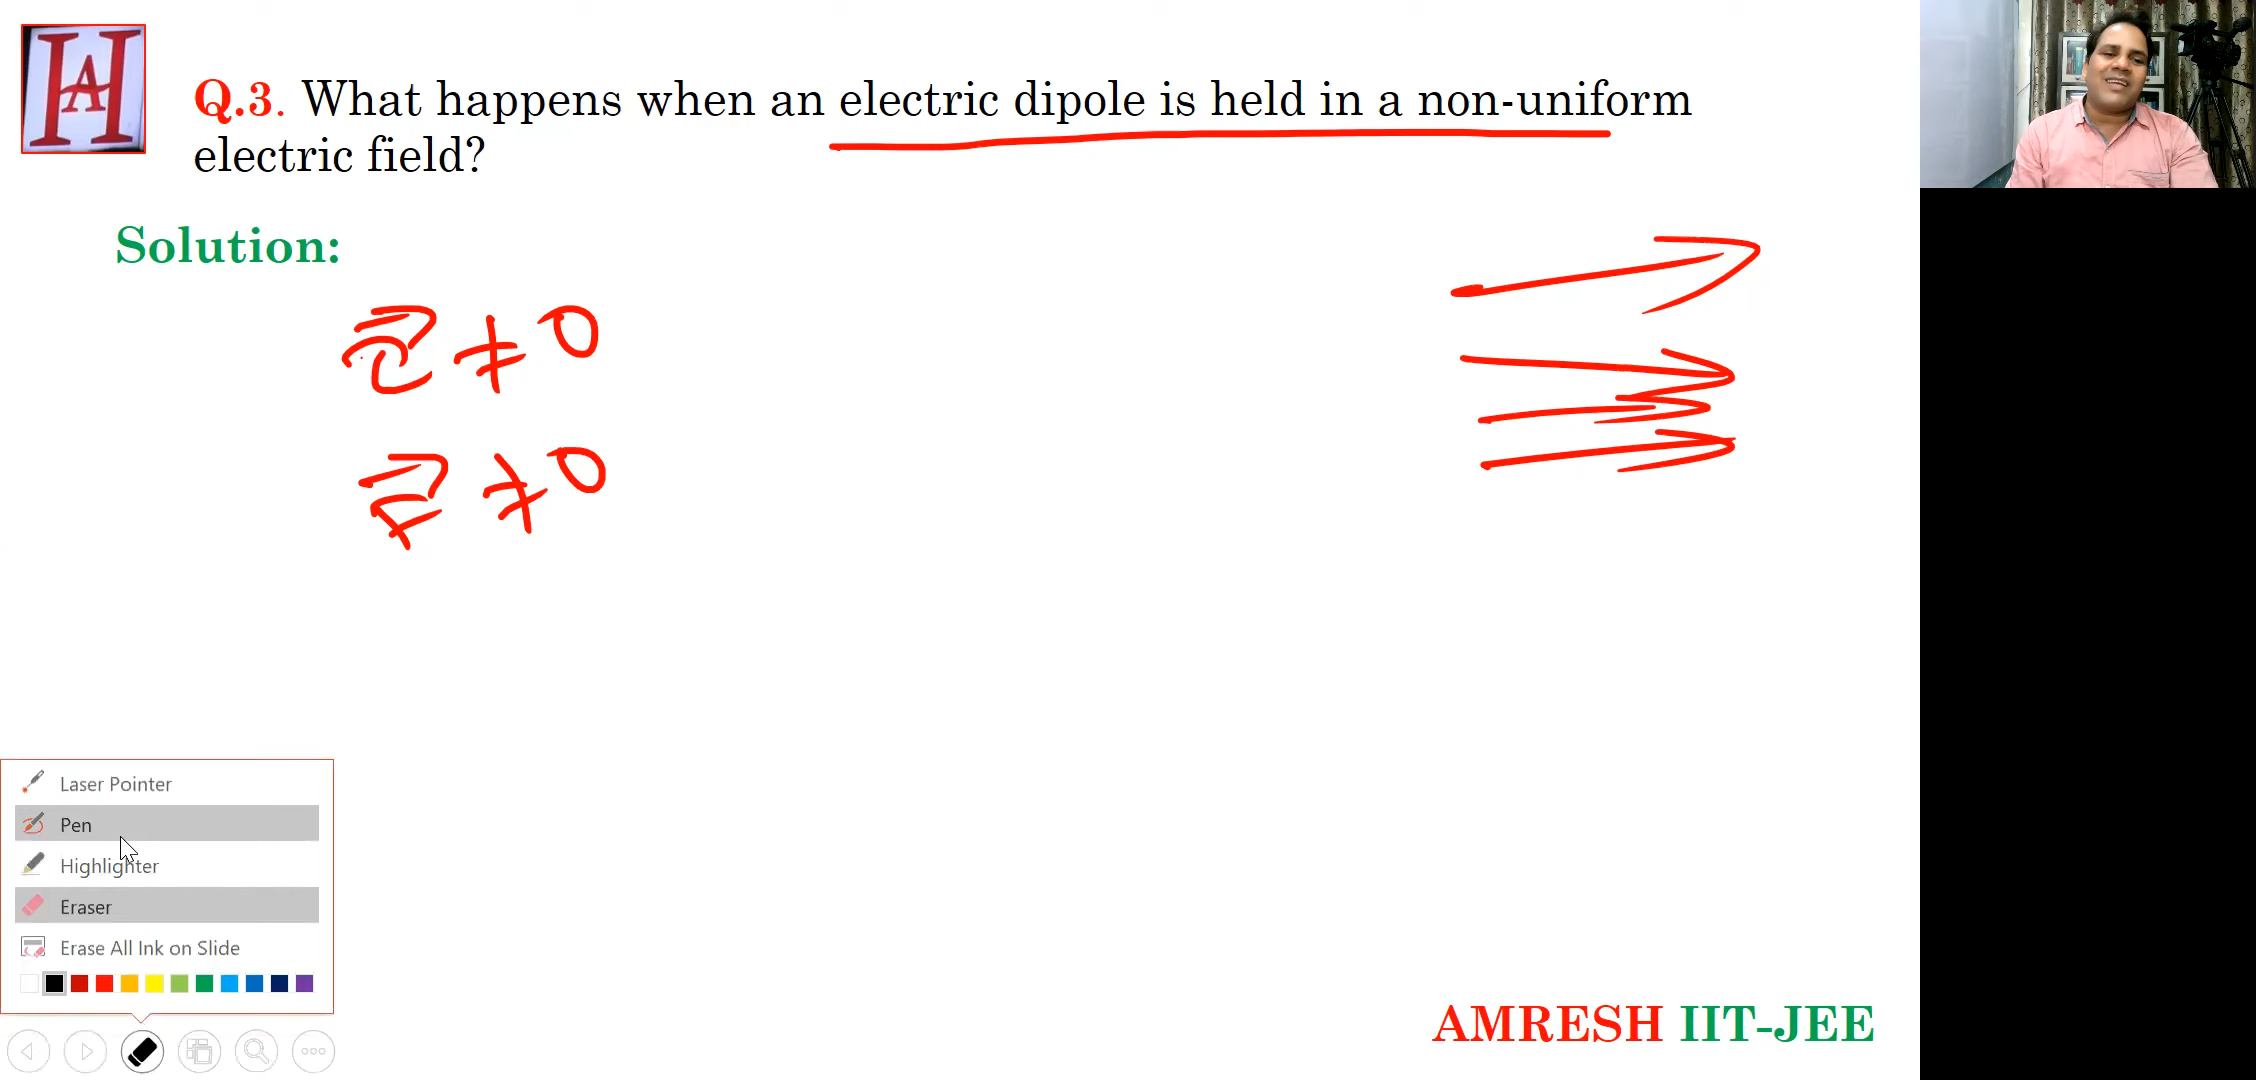 HA
Q.3. What happens when an electric dipole is held in a non-uniform
electric field?
Solution:
τ⃗ ≠ 0
F⃗ ≠ 0
Laser Pointer
Pen
Highlighter
Eraser
Erase All Ink on Slide
AMRESH IIT-JEE